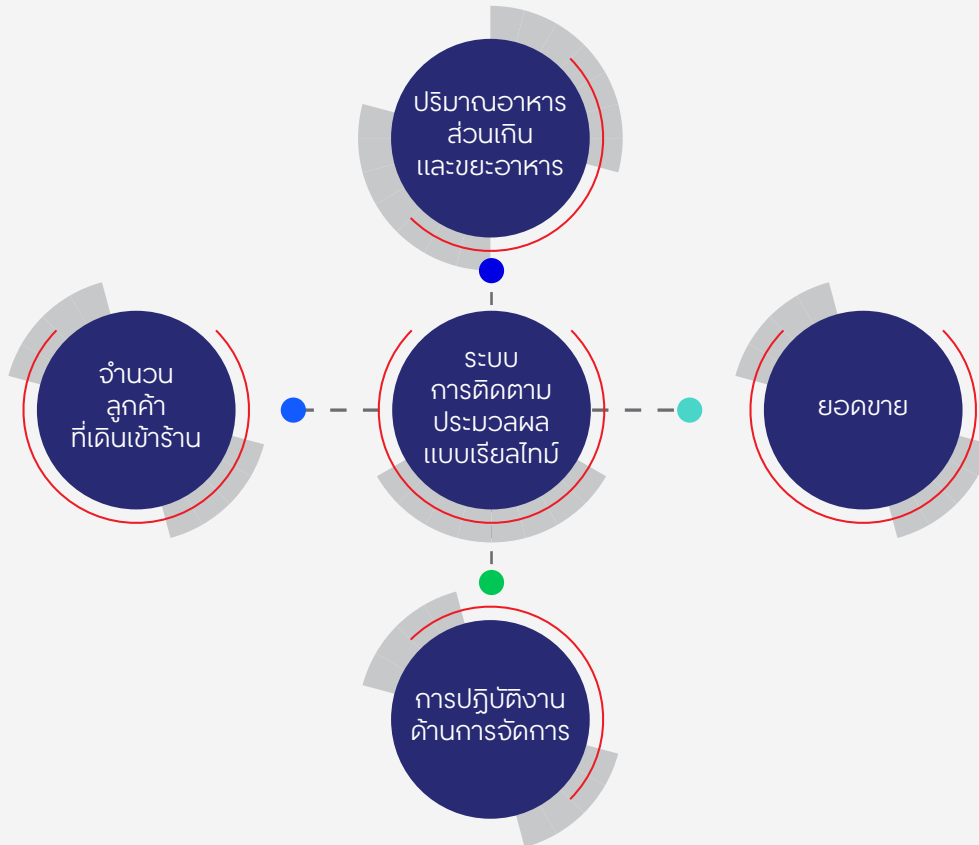 ปริมาณอาหาร
ส่วนเกิน
และขยะอาหาร
จำนวน
ลูกค้า
ที่เดินเข้าร้าน
ระบบ
การติดตาม
ประมวลผล
แบบเรียลไทม์
ยอดขาย
การปฏิบัติงาน
ด้านการจัดการ